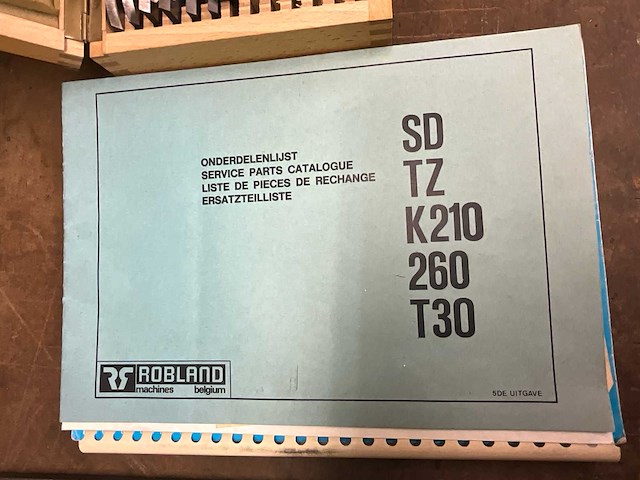 ONDERDELENLIJST
SERVICE PARTS CATALOGUE
LISTE DE PIECES DE RECHANGE
ERSATZTEILLISTE
SD
TZ
K210
260
T30
ROBLAND
machines belgium
5DE UITGAVE